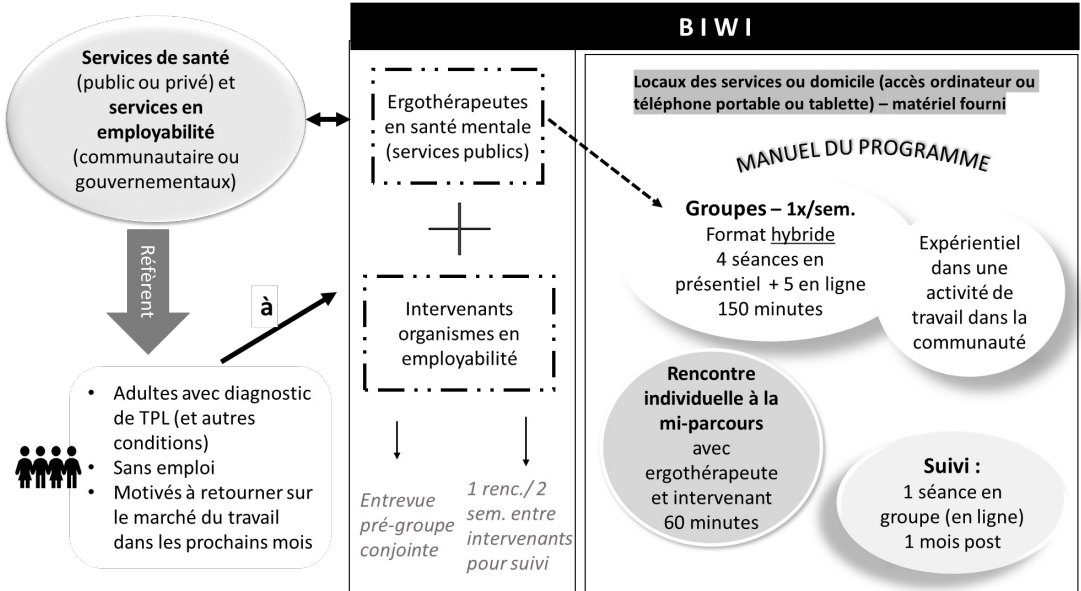 Services de santé
(public ou privé) et
services en
employabilité
(communautaire ou
gouvernementaux)
Réfèrent
à
• Adultes avec diagnostic
de TPL (et autres
conditions)
• Sans emploi
• Motivés à retourner sur
le marché du travail
dans les prochains mois
B I W I
Ergothérapeutes
en santé mentale
(services publics)
Intervenants
organismes en
employabilité
Entrevue
pré-groupe
conjointe
1 renc./ 2
sem. entre
intervenants
pour suivi
Locaux des services ou domicile (accès ordinateur ou
téléphone portable ou tablette) – matériel fourni
MANUEL DU PROGRAMME
Groupes – 1x/sem.
Format hybride
4 séances en
présentiel + 5 en ligne
150 minutes
Expérientiel
dans une
activité de
travail dans la
communauté
Rencontre
individuelle à la
mi-parcours
avec
ergothérapeute
et intervenant
60 minutes
Suivi :
1 séance en
groupe (en ligne)
1 mois post